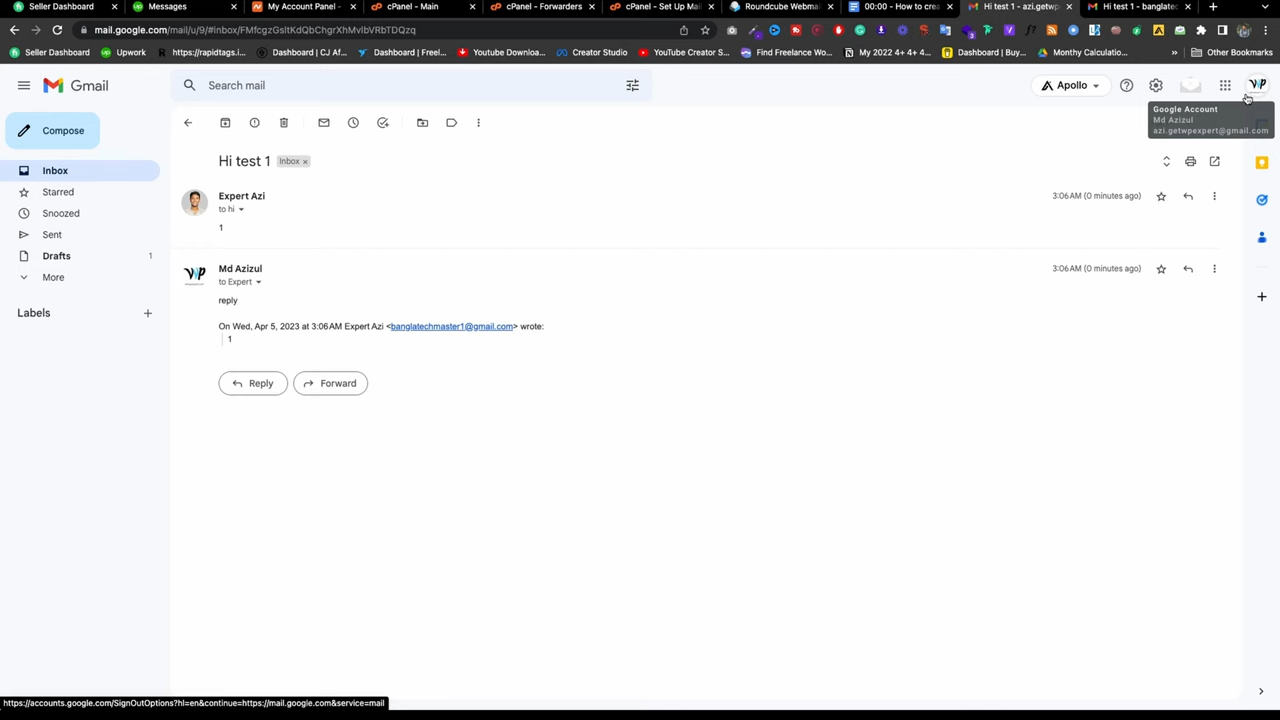 Seller Dashboard
Messages
My Account Panel -
cPanel - Main
cPanel - Forwarders
cPanel - Set Up Mail
Roundcube Webmai
00:00 - How to crea
Hi test 1 - azi.getwp
Hi test 1 - banglatec
mail.google.com/mail/u/9/#inbox/FMfcgzGsltKdQbChgrXhMvlbVRbTDQzq
Seller Dashboard
Upwork
https://rapidtags.i...
Dashboard | CJ Af...
Dashboard | Freel...
Youtube Downloa...
Creator Studio
YouTube Creator S...
Find Freelance Wo...
My 2022 4+ 4+ 4...
Dashboard | Buy...
Monthy Calculatio...
»
Other Bookmarks
Gmail
Search mail
Apollo
Google Account
Md Azizul
azi.getwpexpert@gmail.com
Compose
Inbox
Starred
Snoozed
Sent
Drafts 1
More
Labels
Hi test 1 Inbox ×
Expert Azi 3:06 AM (0 minutes ago)
to hi
1
Md Azizul 3:06 AM (0 minutes ago)
to Expert
reply
On Wed, Apr 5, 2023 at 3:06 AM Expert Azi <banglatechmaster1@gmail.com> wrote:
1
Reply
Forward
https://accounts.google.com/SignOutOptions?hl=en&continue=https://mail.google.com&service=mail